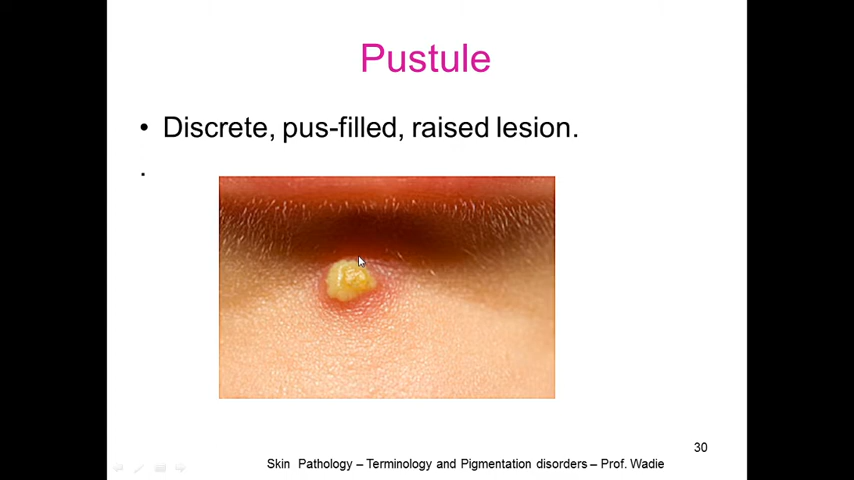 Pustule
• Discrete, pus-filled, raised lesion.
.
30
Skin Pathology – Terminology and Pigmentation disorders – Prof. Wadie